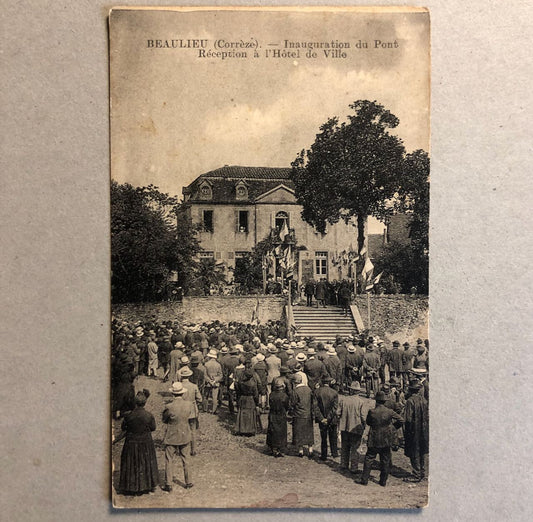 BEAULIEU (Corrèze). — Inauguration du Pont
Réception à l'Hôtel de Ville